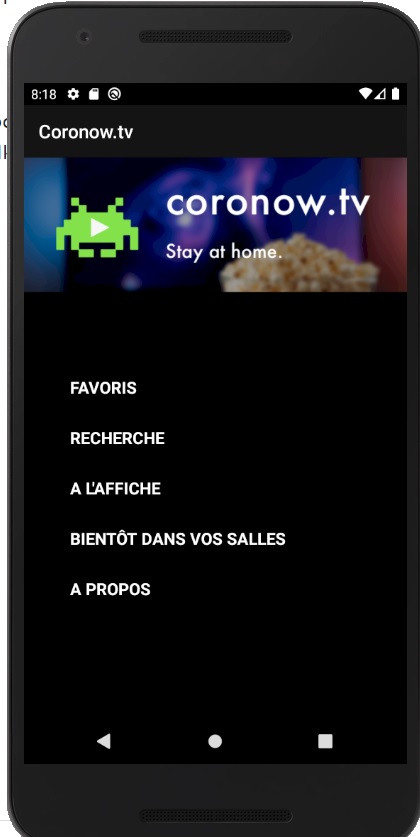 8:18
Coronow.tv
coronow.tv
Stay at home.
FAVORIS
RECHERCHE
A L'AFFICHE
BIENTÔT DANS VOS SALLES
A PROPOS